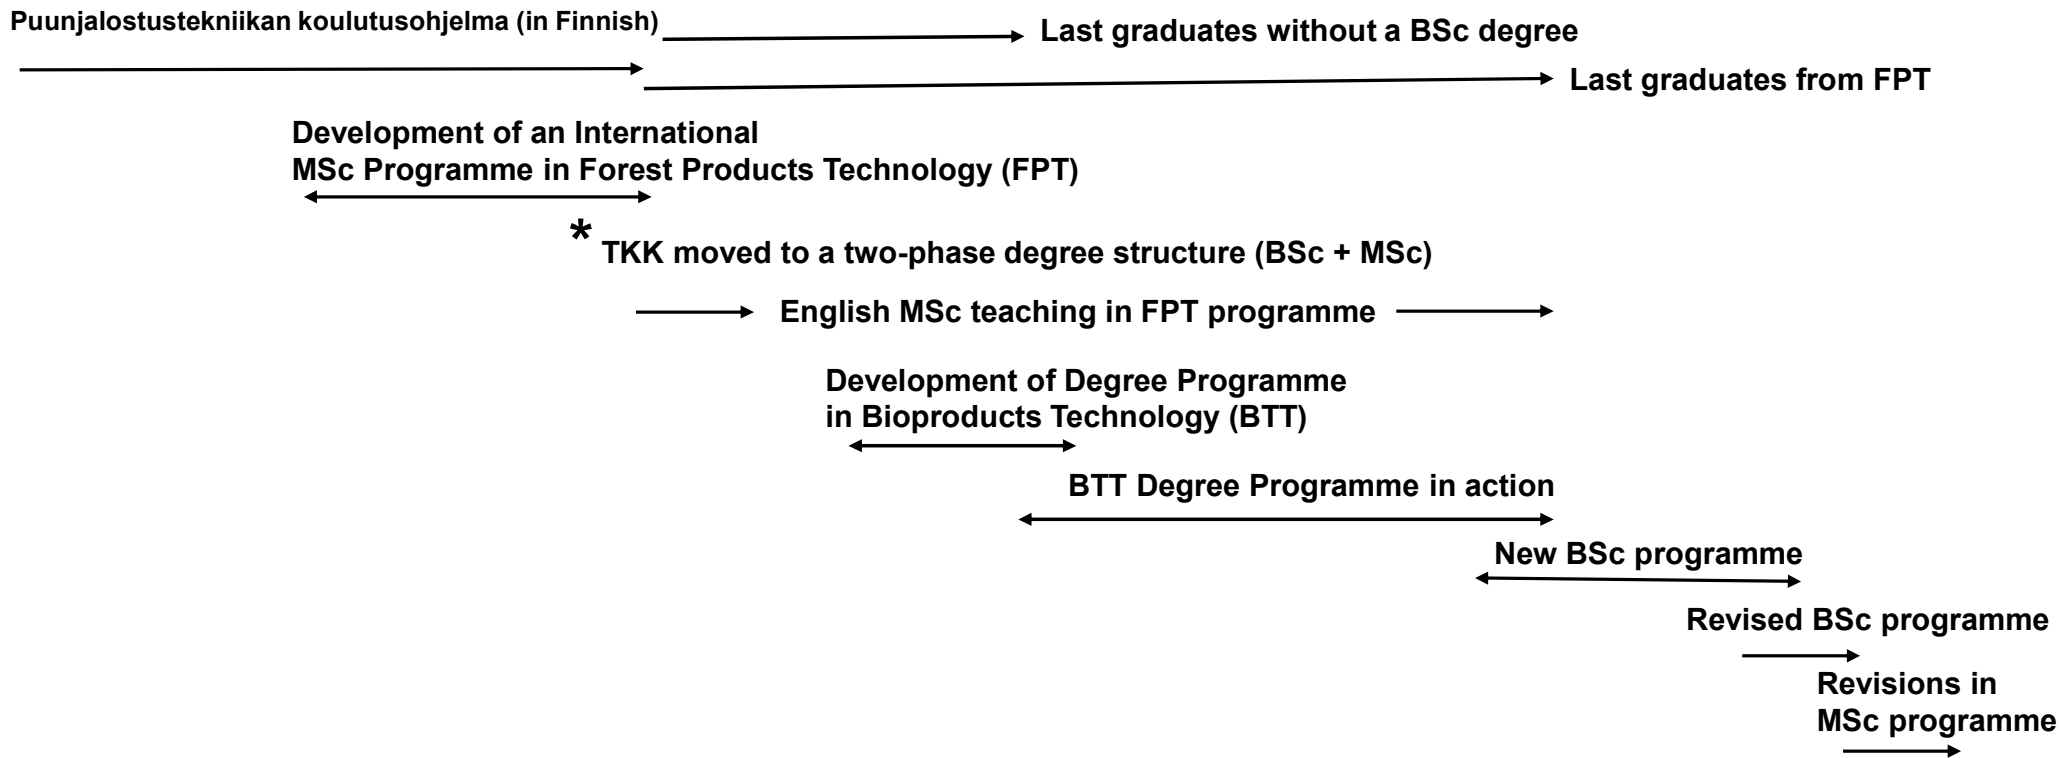 Puunjalostustekniikan koulutusohjelma (in Finnish)
Last graduates without a BSc degree
Last graduates from FPT
Development of an International
MSc Programme in Forest Products Technology (FPT)
* TKK moved to a two-phase degree structure (BSc + MSc)
English MSc teaching in FPT programme
Development of Degree Programme
in Bioproducts Technology (BTT)
BTT Degree Programme in action
New BSc programme
Revised BSc programme
Revisions in
MSc programme